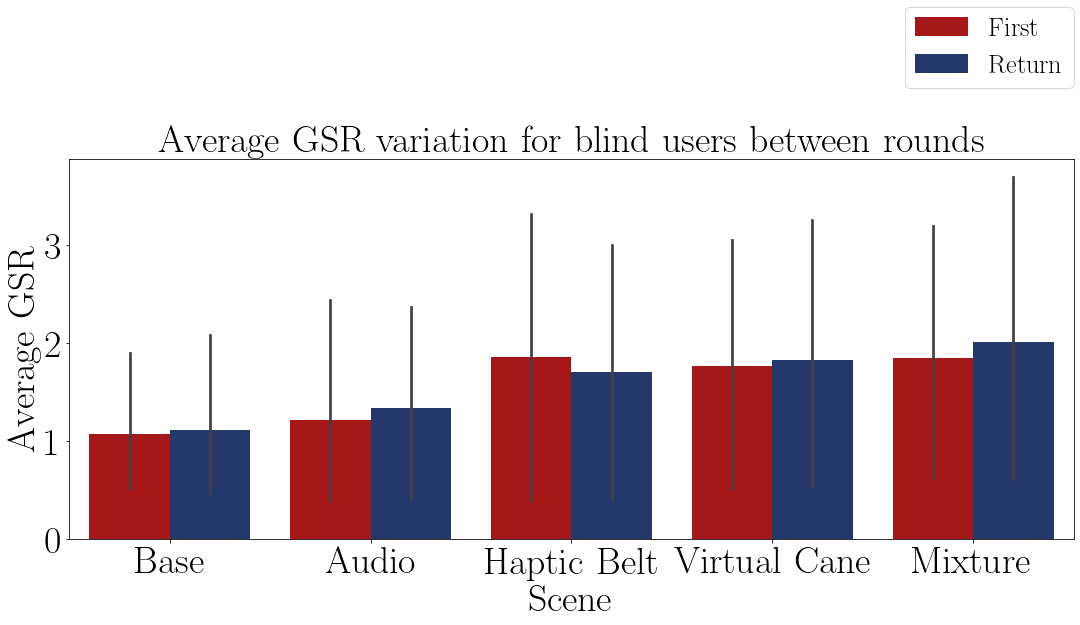 First
Return
Average GSR variation for blind users between rounds
Average GSR
3
2
1
0
Base Audio Haptic Belt Virtual Cane Mixture
Scene